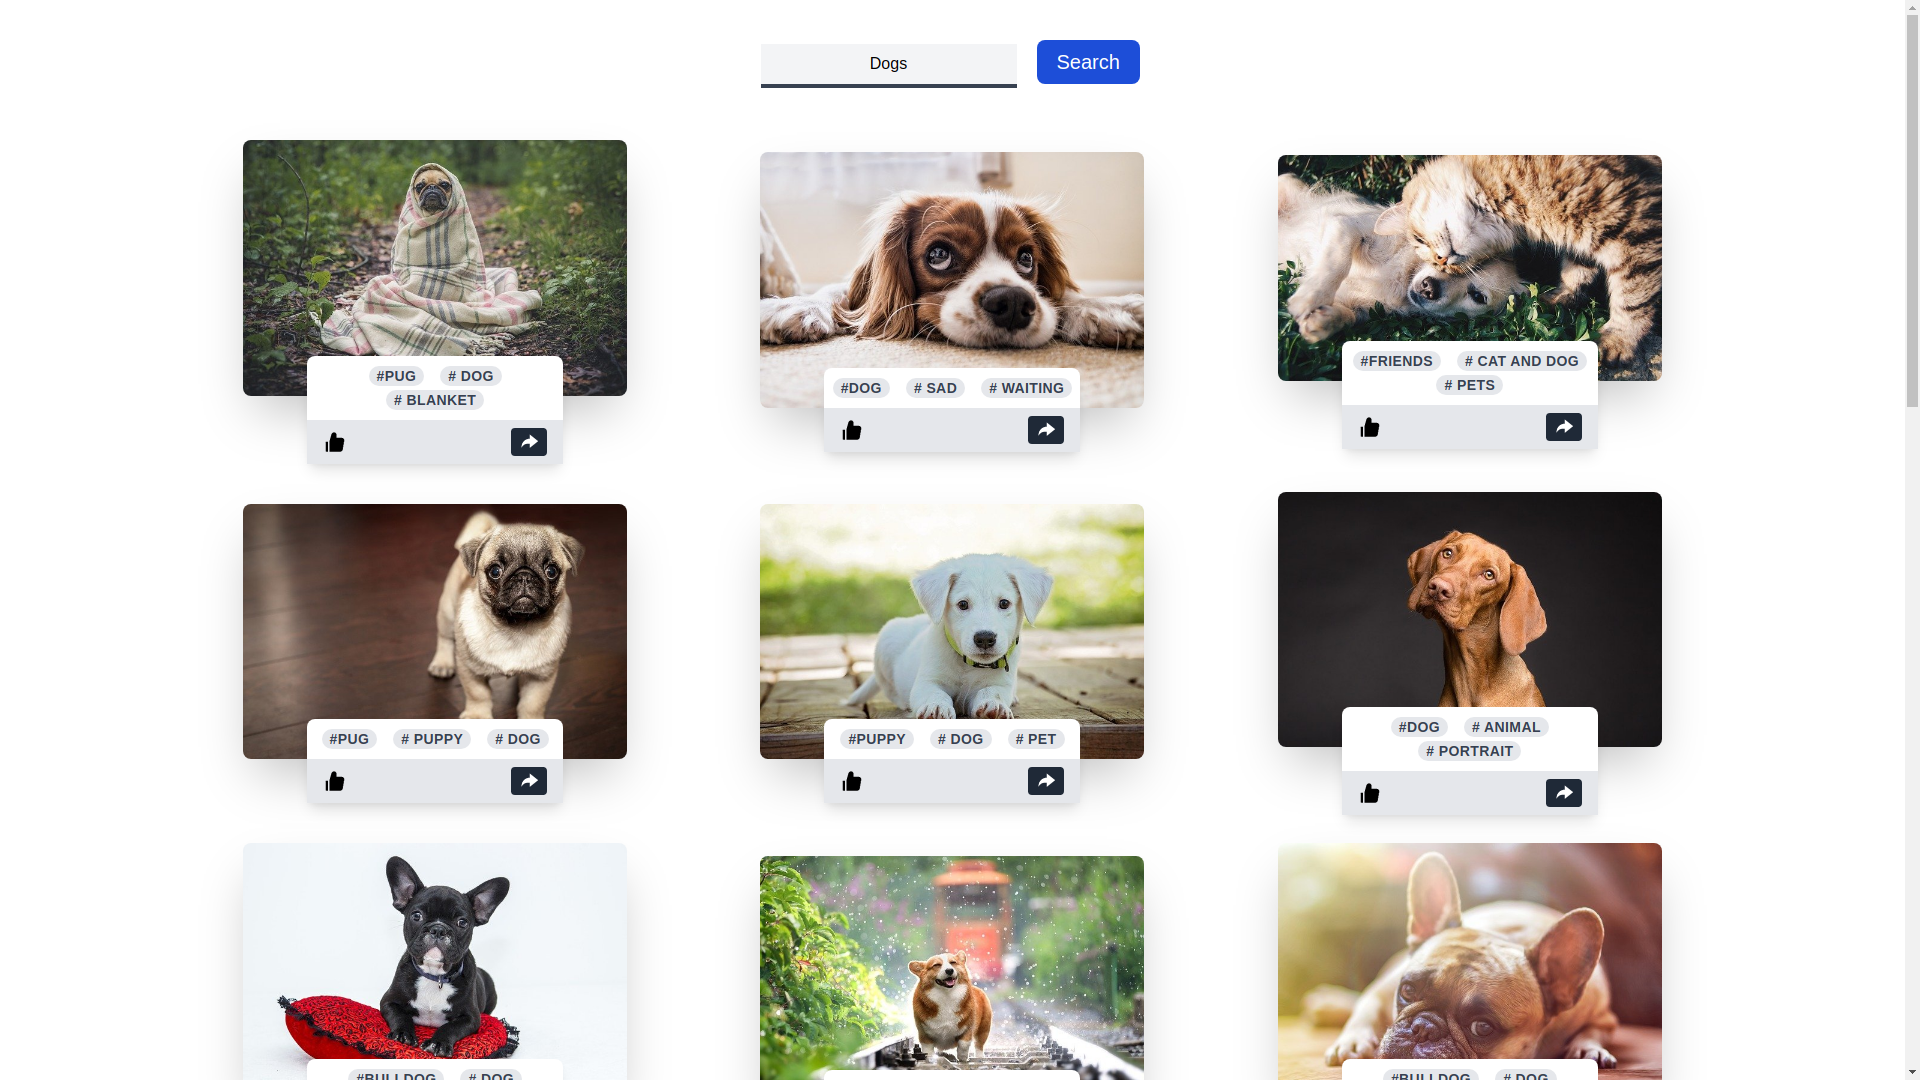 Dogs
Search
#PUG # DOG
# BLANKET
#DOG # SAD # WAITING
#FRIENDS # CAT AND DOG
# PETS
#PUG # PUPPY # DOG
#PUPPY # DOG # PET
#DOG # ANIMAL
# PORTRAIT
#BULLDOG # DOG
#BULLDOG # DOG